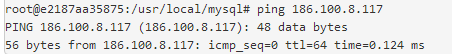 root@e2187aa35875:/usr/local/mysql# ping 186.100.8.117
PING 186.100.8.117 (186.100.8.117): 48 data bytes
56 bytes from 186.100.8.117: icmp_seq=0 ttl=64 time=0.124 ms